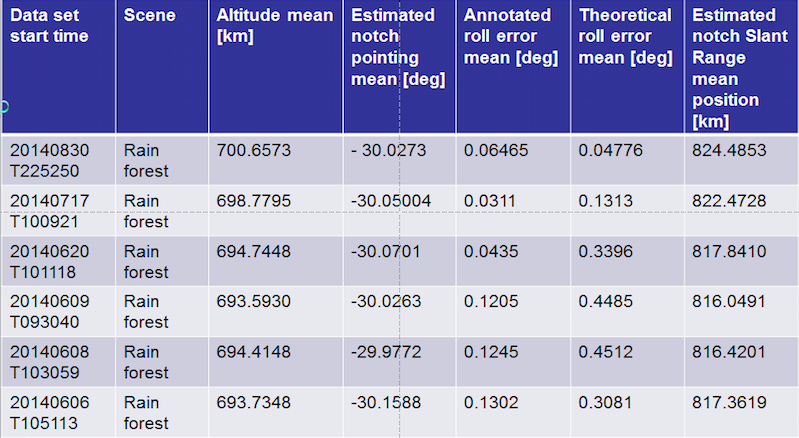 Data set start time | Scene | Altitude mean [km] | Estimated notch pointing mean [deg] | Annotated roll error mean [deg] | Theoretical roll error mean [deg] | Estimated notch Slant Range mean position [km]
20140830 T225250 | Rain forest | 700.6573 | - 30.0273 | 0.06465 | 0.04776 | 824.4853
20140717 T100921 | Rain forest | 698.7795 | -30.05004 | 0.0311 | 0.1313 | 822.4728
20140620 T101118 | Rain forest | 694.7448 | -30.0701 | 0.0435 | 0.3396 | 817.8410
20140609 T093040 | Rain forest | 693.5930 | -30.0263 | 0.1205 | 0.4485 | 816.0491
20140608 T103059 | Rain forest | 694.4148 | -29.9772 | 0.1245 | 0.4512 | 816.4201
20140606 T105113 | Rain forest | 693.7348 | -30.1588 | 0.1302 | 0.3081 | 817.3619